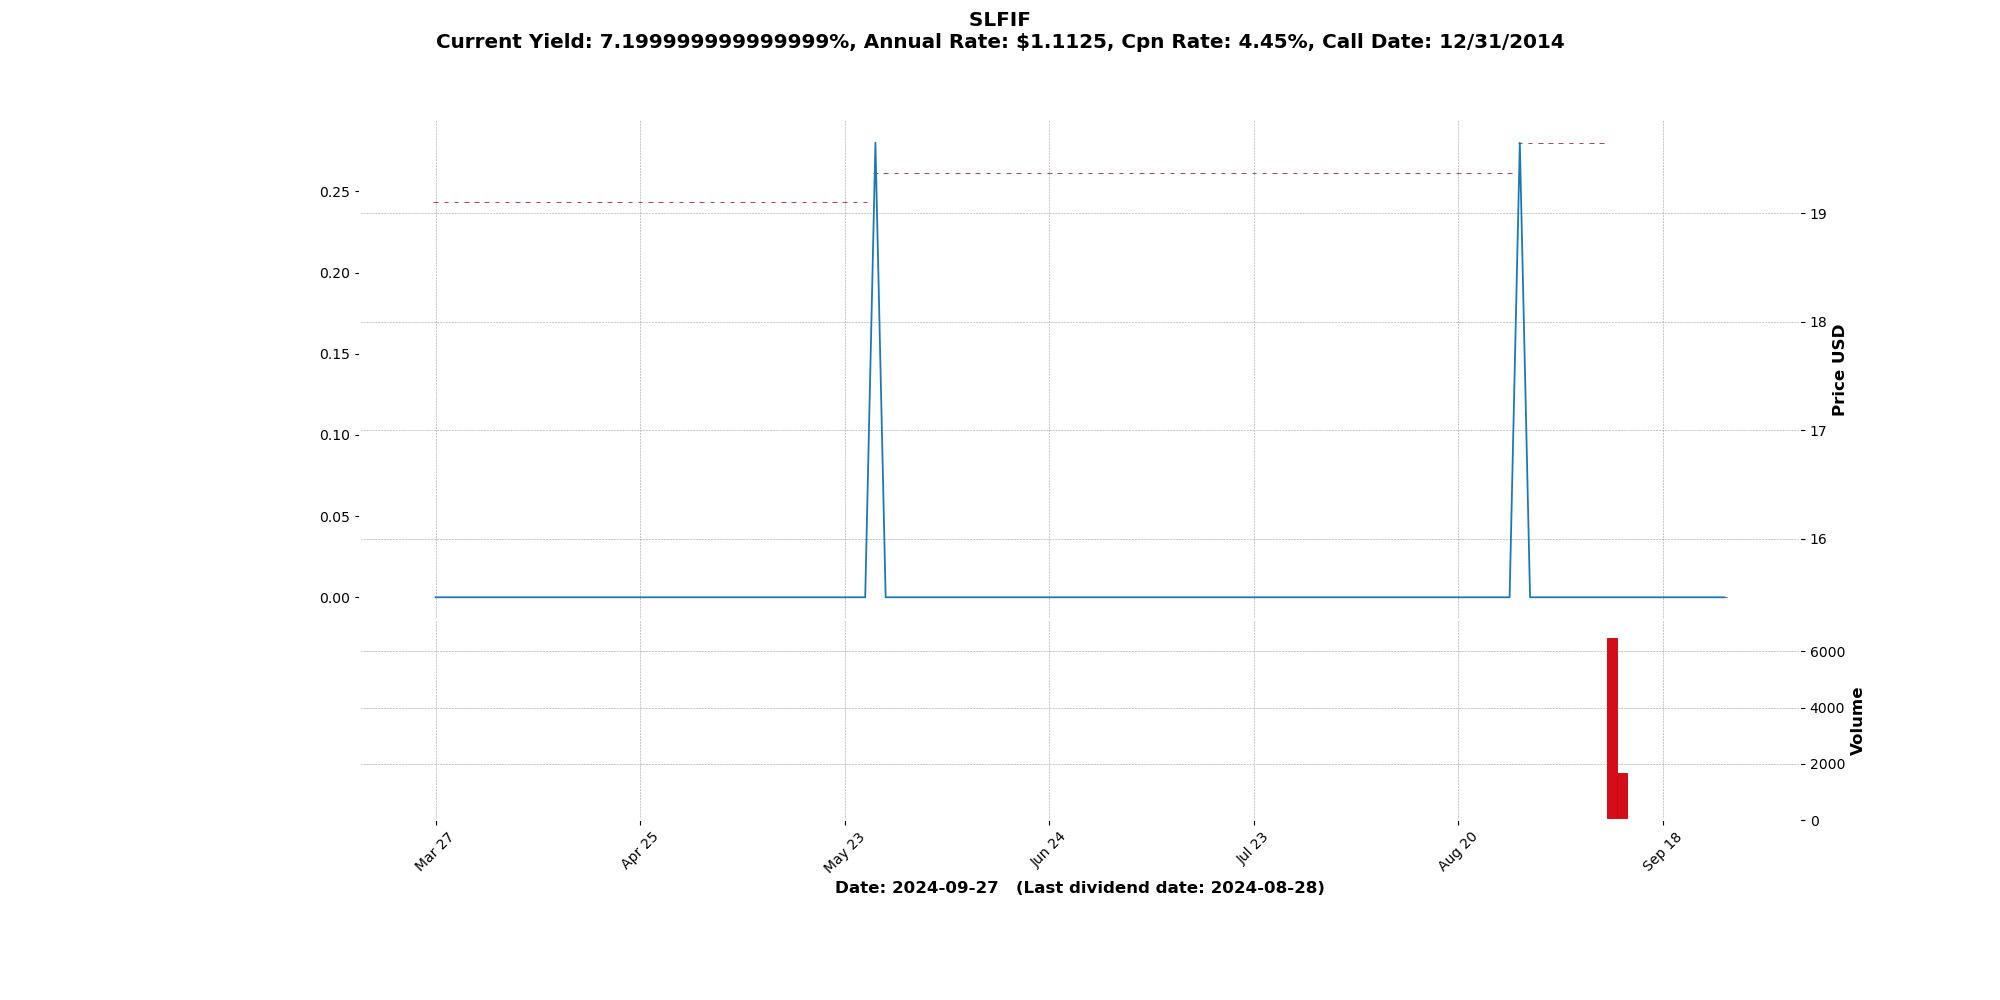 SLFIF
Current Yield: 7.199999999999999%, Annual Rate: $1.1125, Cpn Rate: 4.45%, Call Date: 12/31/2014
0.25
0.20
0.15
0.10
0.05
0.00
19
18
17
16
Price USD
6000
4000
2000
0
Volume
Mar 27
Apr 25
May 23
Jun 24
Jul 23
Aug 20
Sep 18
Date: 2024-09-27   (Last dividend date: 2024-08-28)